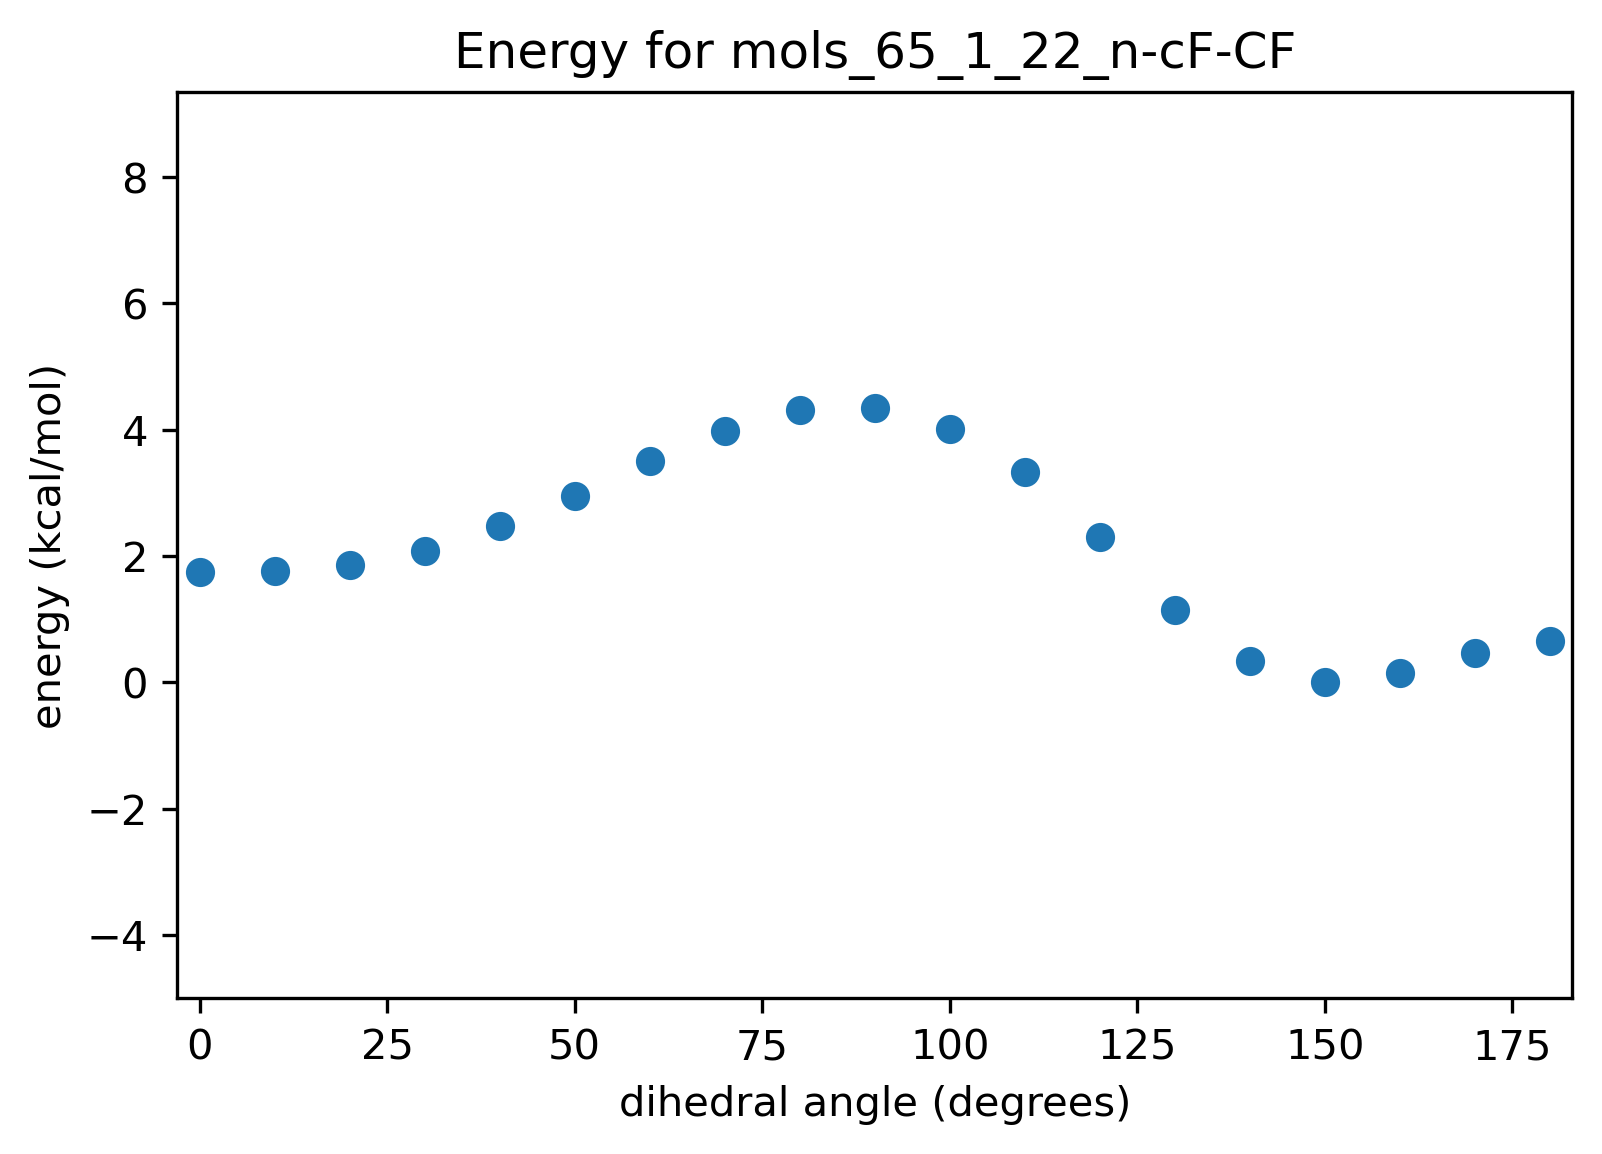 Energy for mols_65_1_22_n-cF-CF
energy (kcal/mol)
8
6
4
2
0
−2
−4
0 25 50 75 100 125 150 175
dihedral angle (degrees)